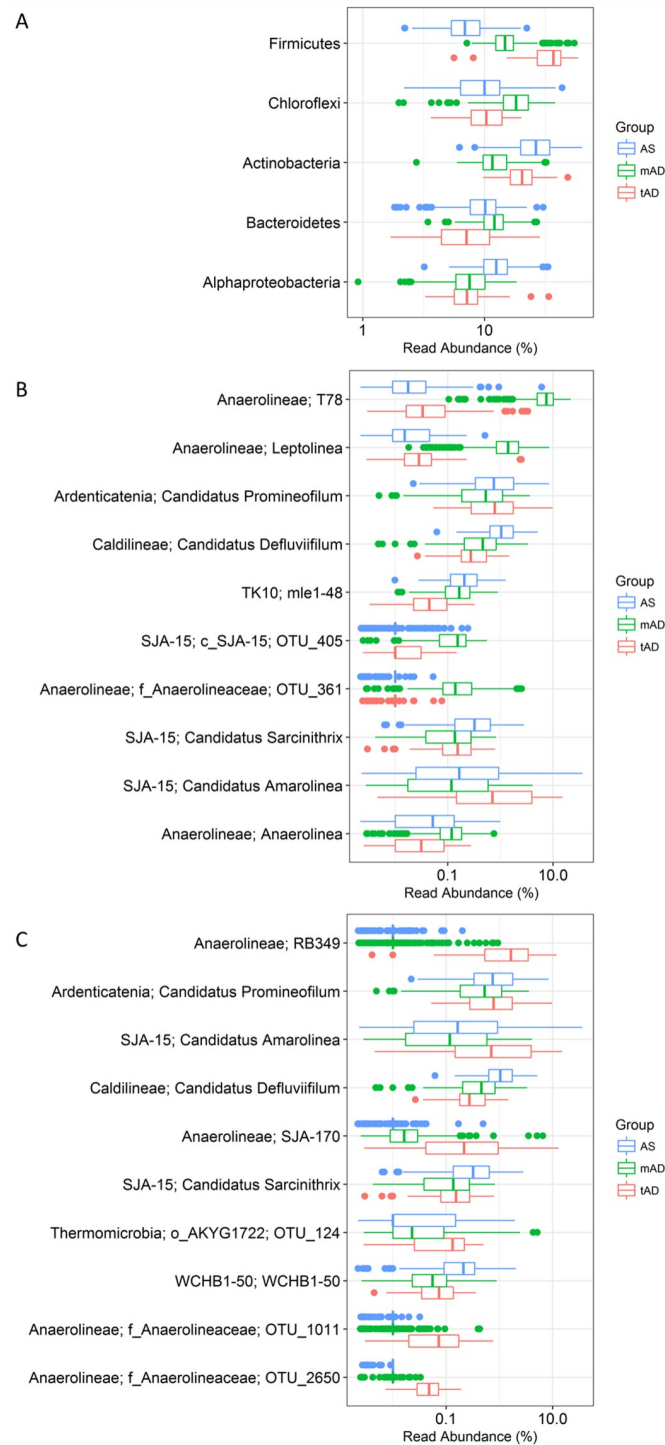 A
Firmicutes
Chloroflexi
Actinobacteria
Bacteroidetes
Alphaproteobacteria
1
10
Read Abundance (%)
Group
AS
mAD
tAD
B
Anaerolineae; T78
Anaerolineae; Leptolinea
Ardenticatenia; Candidatus Promineofilum
Caldilineae; Candidatus Defluviifilum
TK10; mle1-48
SJA-15; c_SJA-15; OTU_405
Anaerolineae; f_Anaerolineaceae; OTU_361
SJA-15; Candidatus Sarcinithrix
SJA-15; Candidatus Amarolinea
Anaerolineae; Anaerolinea
0.1
10.0
Read Abundance (%)
Group
AS
mAD
tAD
C
Anaerolineae; RB349
Ardenticatenia; Candidatus Promineofilum
SJA-15; Candidatus Amarolinea
Caldilineae; Candidatus Defluviifilum
Anaerolineae; SJA-170
SJA-15; Candidatus Sarcinithrix
Thermomicrobia; o_AKYG1722; OTU_124
WCHB1-50; WCHB1-50
Anaerolineae; f_Anaerolineaceae; OTU_1011
Anaerolineae; f_Anaerolineaceae; OTU_2650
0.1
10.0
Read Abundance (%)
Group
AS
mAD
tAD